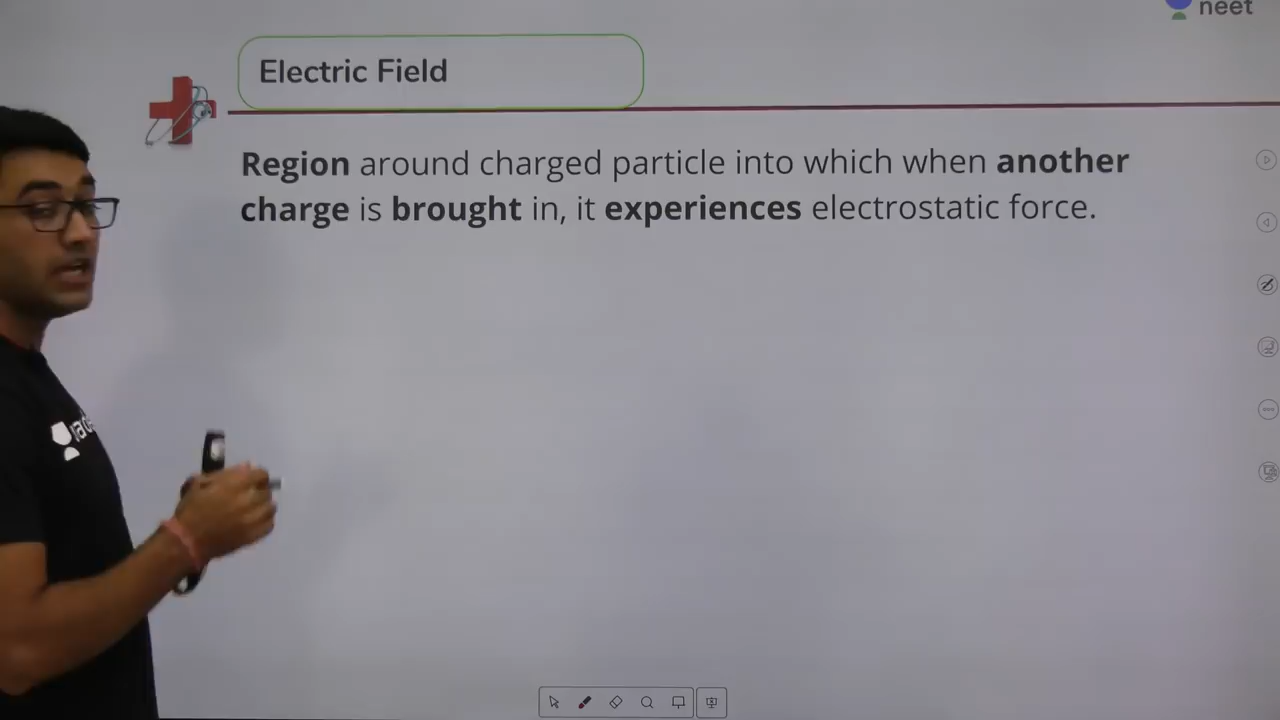 neet
Electric Field
Region around charged particle into which when another
charge is brought in, it experiences electrostatic force.